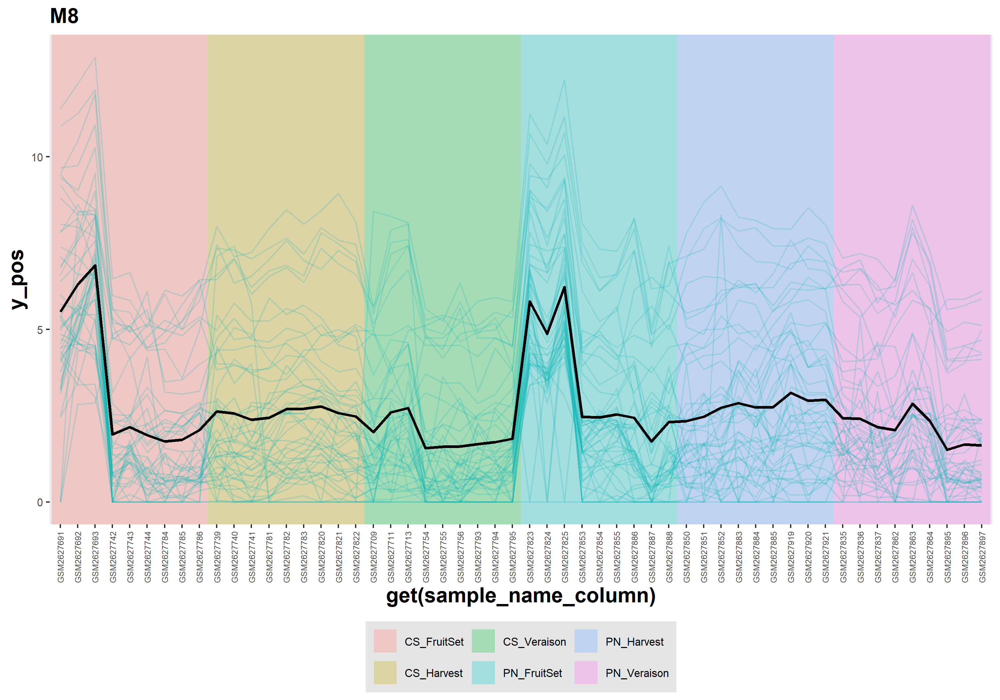 M8
y_pos
10
5
0
GSM2627691
GSM2627692
GSM2627693
GSM2627742
GSM2627743
GSM2627744
GSM2627784
GSM2627785
GSM2627786
GSM2627739
GSM2627740
GSM2627741
GSM2627781
GSM2627782
GSM2627783
GSM2627820
GSM2627821
GSM2627822
GSM2627709
GSM2627711
GSM2627713
GSM2627754
GSM2627755
GSM2627756
GSM2627793
GSM2627794
GSM2627795
GSM2627823
GSM2627824
GSM2627825
GSM2627853
GSM2627854
GSM2627855
GSM2627886
GSM2627887
GSM2627888
GSM2627850
GSM2627851
GSM2627852
GSM2627883
GSM2627884
GSM2627885
GSM2627919
GSM2627920
GSM2627921
GSM2627835
GSM2627836
GSM2627837
GSM2627862
GSM2627863
GSM2627864
GSM2627895
GSM2627896
GSM2627897
get(sample_name_column)
CS_FruitSet
CS_Veraison
PN_Harvest
CS_Harvest
PN_FruitSet
PN_Veraison